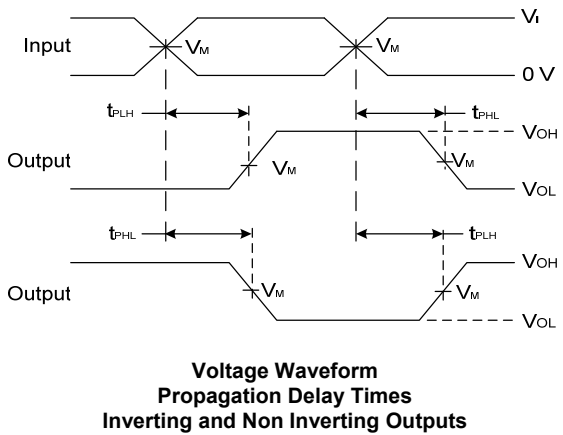 VI
Input
VM
VM
0 V
tPLH
tPHL
VOH
Output
VM
VM
VOL
tPHL
tPLH
VOH
Output
VM
VM
VOL
Voltage Waveform
Propagation Delay Times
Inverting and Non Inverting Outputs